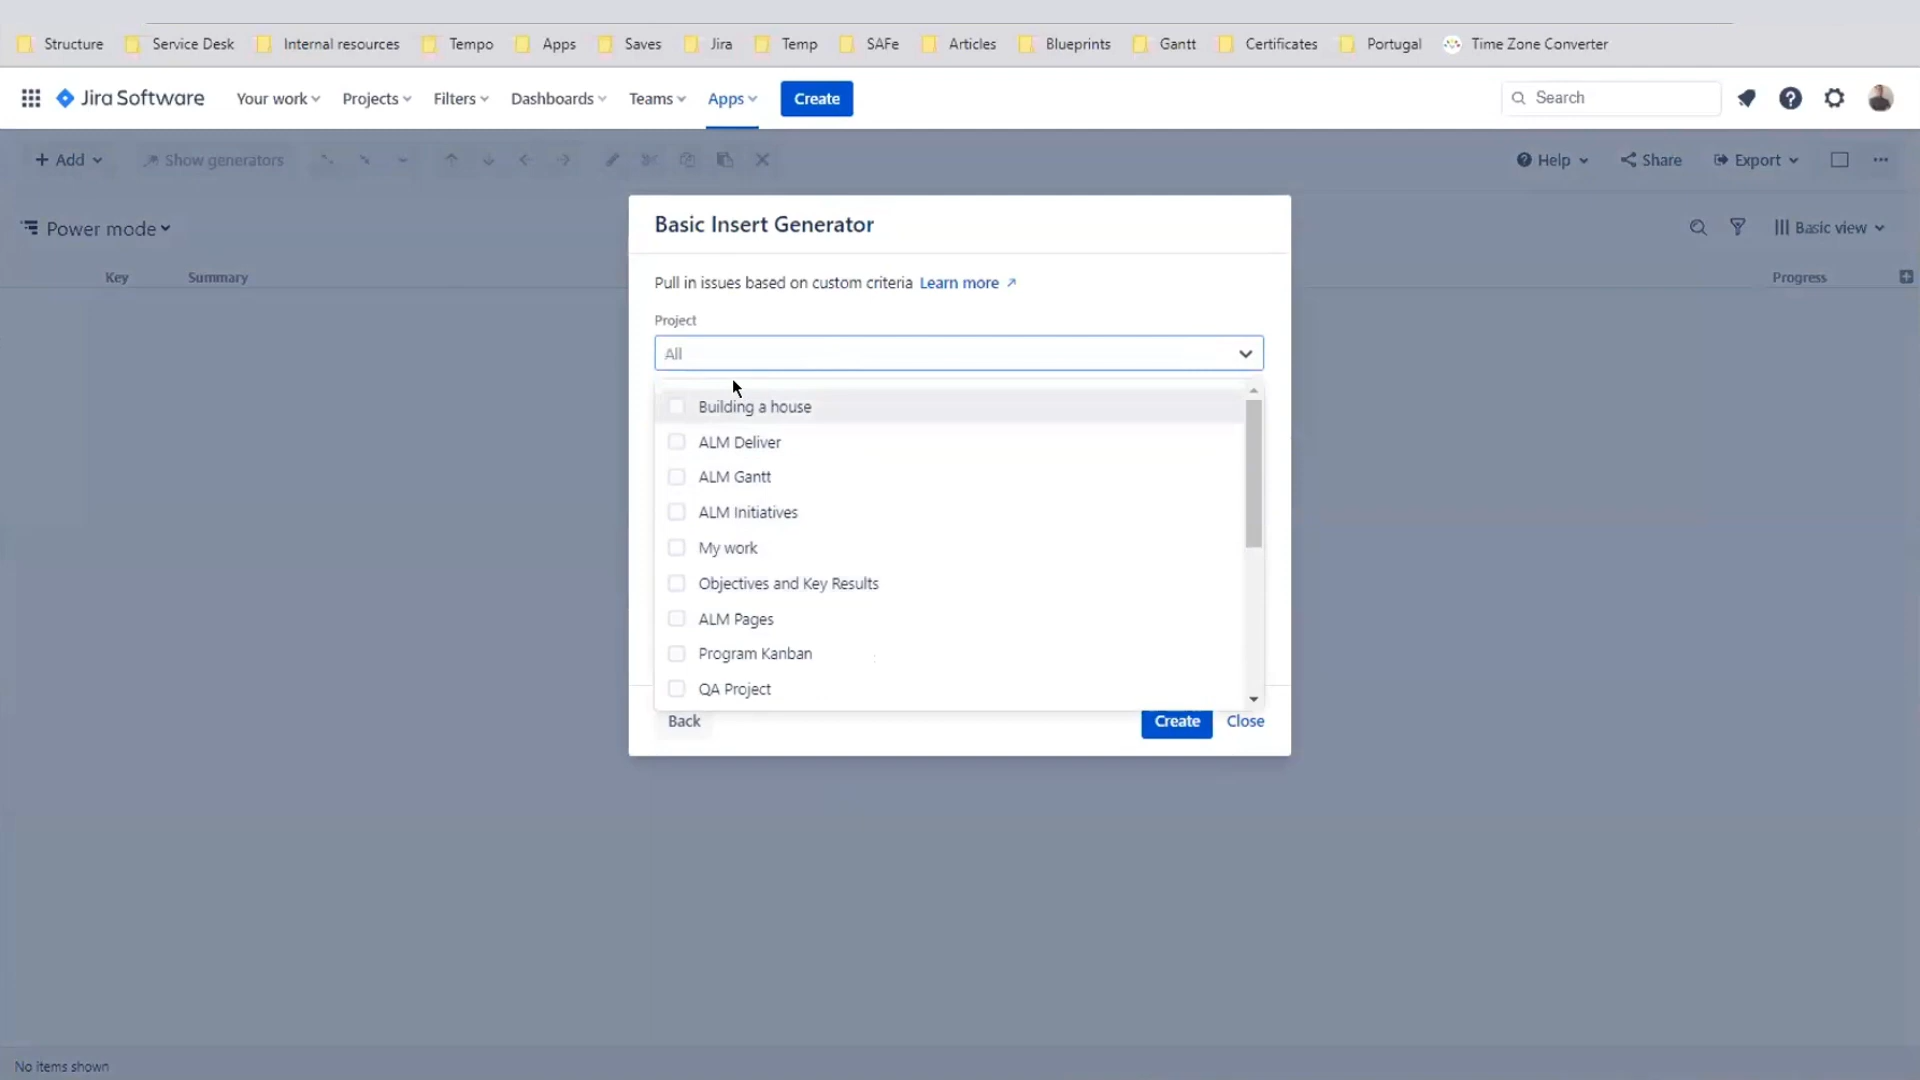 Structure Service Desk Internal resources Tempo Apps Saves Jira Temp SAFe Articles Blueprints Gantt Certificates Portugal Time Zone Converter
Jira Software Your work Projects Filters Dashboards Teams Apps Create Search
+ Add Show generators Help Share Export
Power mode Basic view
Key Summary Progress
Basic Insert Generator
Pull in issues based on custom criteria Learn more
Project
All
Building a house
ALM Deliver
ALM Gantt
ALM Initiatives
My work
Objectives and Key Results
ALM Pages
Program Kanban
QA Project
Back Create Close
No items shown